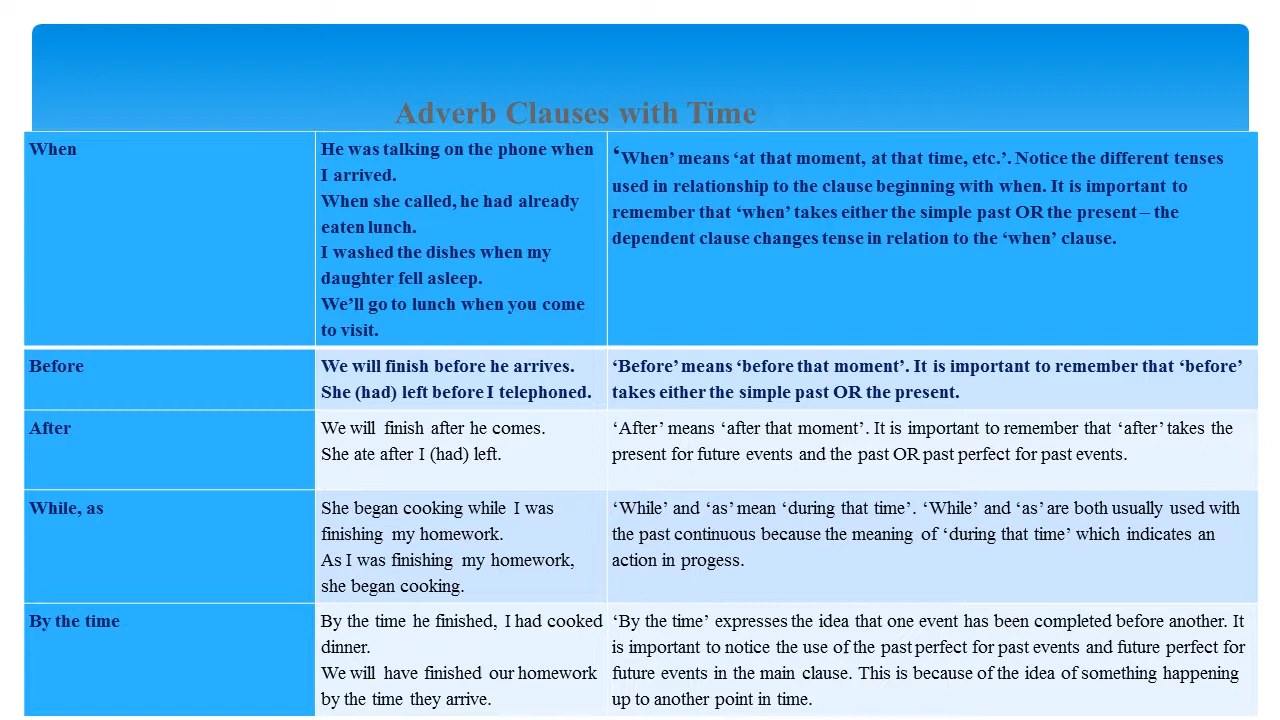 Adverb Clauses with Time
When
He was talking on the phone when
I arrived.
When she called, he had already
eaten lunch.
I washed the dishes when my
daughter fell asleep.
We’ll go to lunch when you come
to visit.
‘When’ means ‘at that moment, at that time, etc.’. Notice the different tenses
used in relationship to the clause beginning with when. It is important to
remember that ‘when’ takes either the simple past OR the present – the
dependent clause changes tense in relation to the ‘when’ clause.
Before
We will finish before he arrives.
She (had) left before I telephoned.
‘Before’ means ‘before that moment’. It is important to remember that ‘before’
takes either the simple past OR the present.
After
We will finish after he comes.
She ate after I (had) left.
‘After’ means ‘after that moment’. It is important to remember that ‘after’ takes the
present for future events and the past OR past perfect for past events.
While, as
She began cooking while I was
finishing my homework.
As I was finishing my homework,
she began cooking.
‘While’ and ‘as’ mean ‘during that time’. ‘While’ and ‘as’ are both usually used with
the past continuous because the meaning of ‘during that time’ which indicates an
action in progess.
By the time
By the time he finished, I had cooked
dinner.
We will have finished our homework
by the time they arrive.
‘By the time’ expresses the idea that one event has been completed before another. It
is important to notice the use of the past perfect for past events and future perfect for
future events in the main clause. This is because of the idea of something happening
up to another point in time.